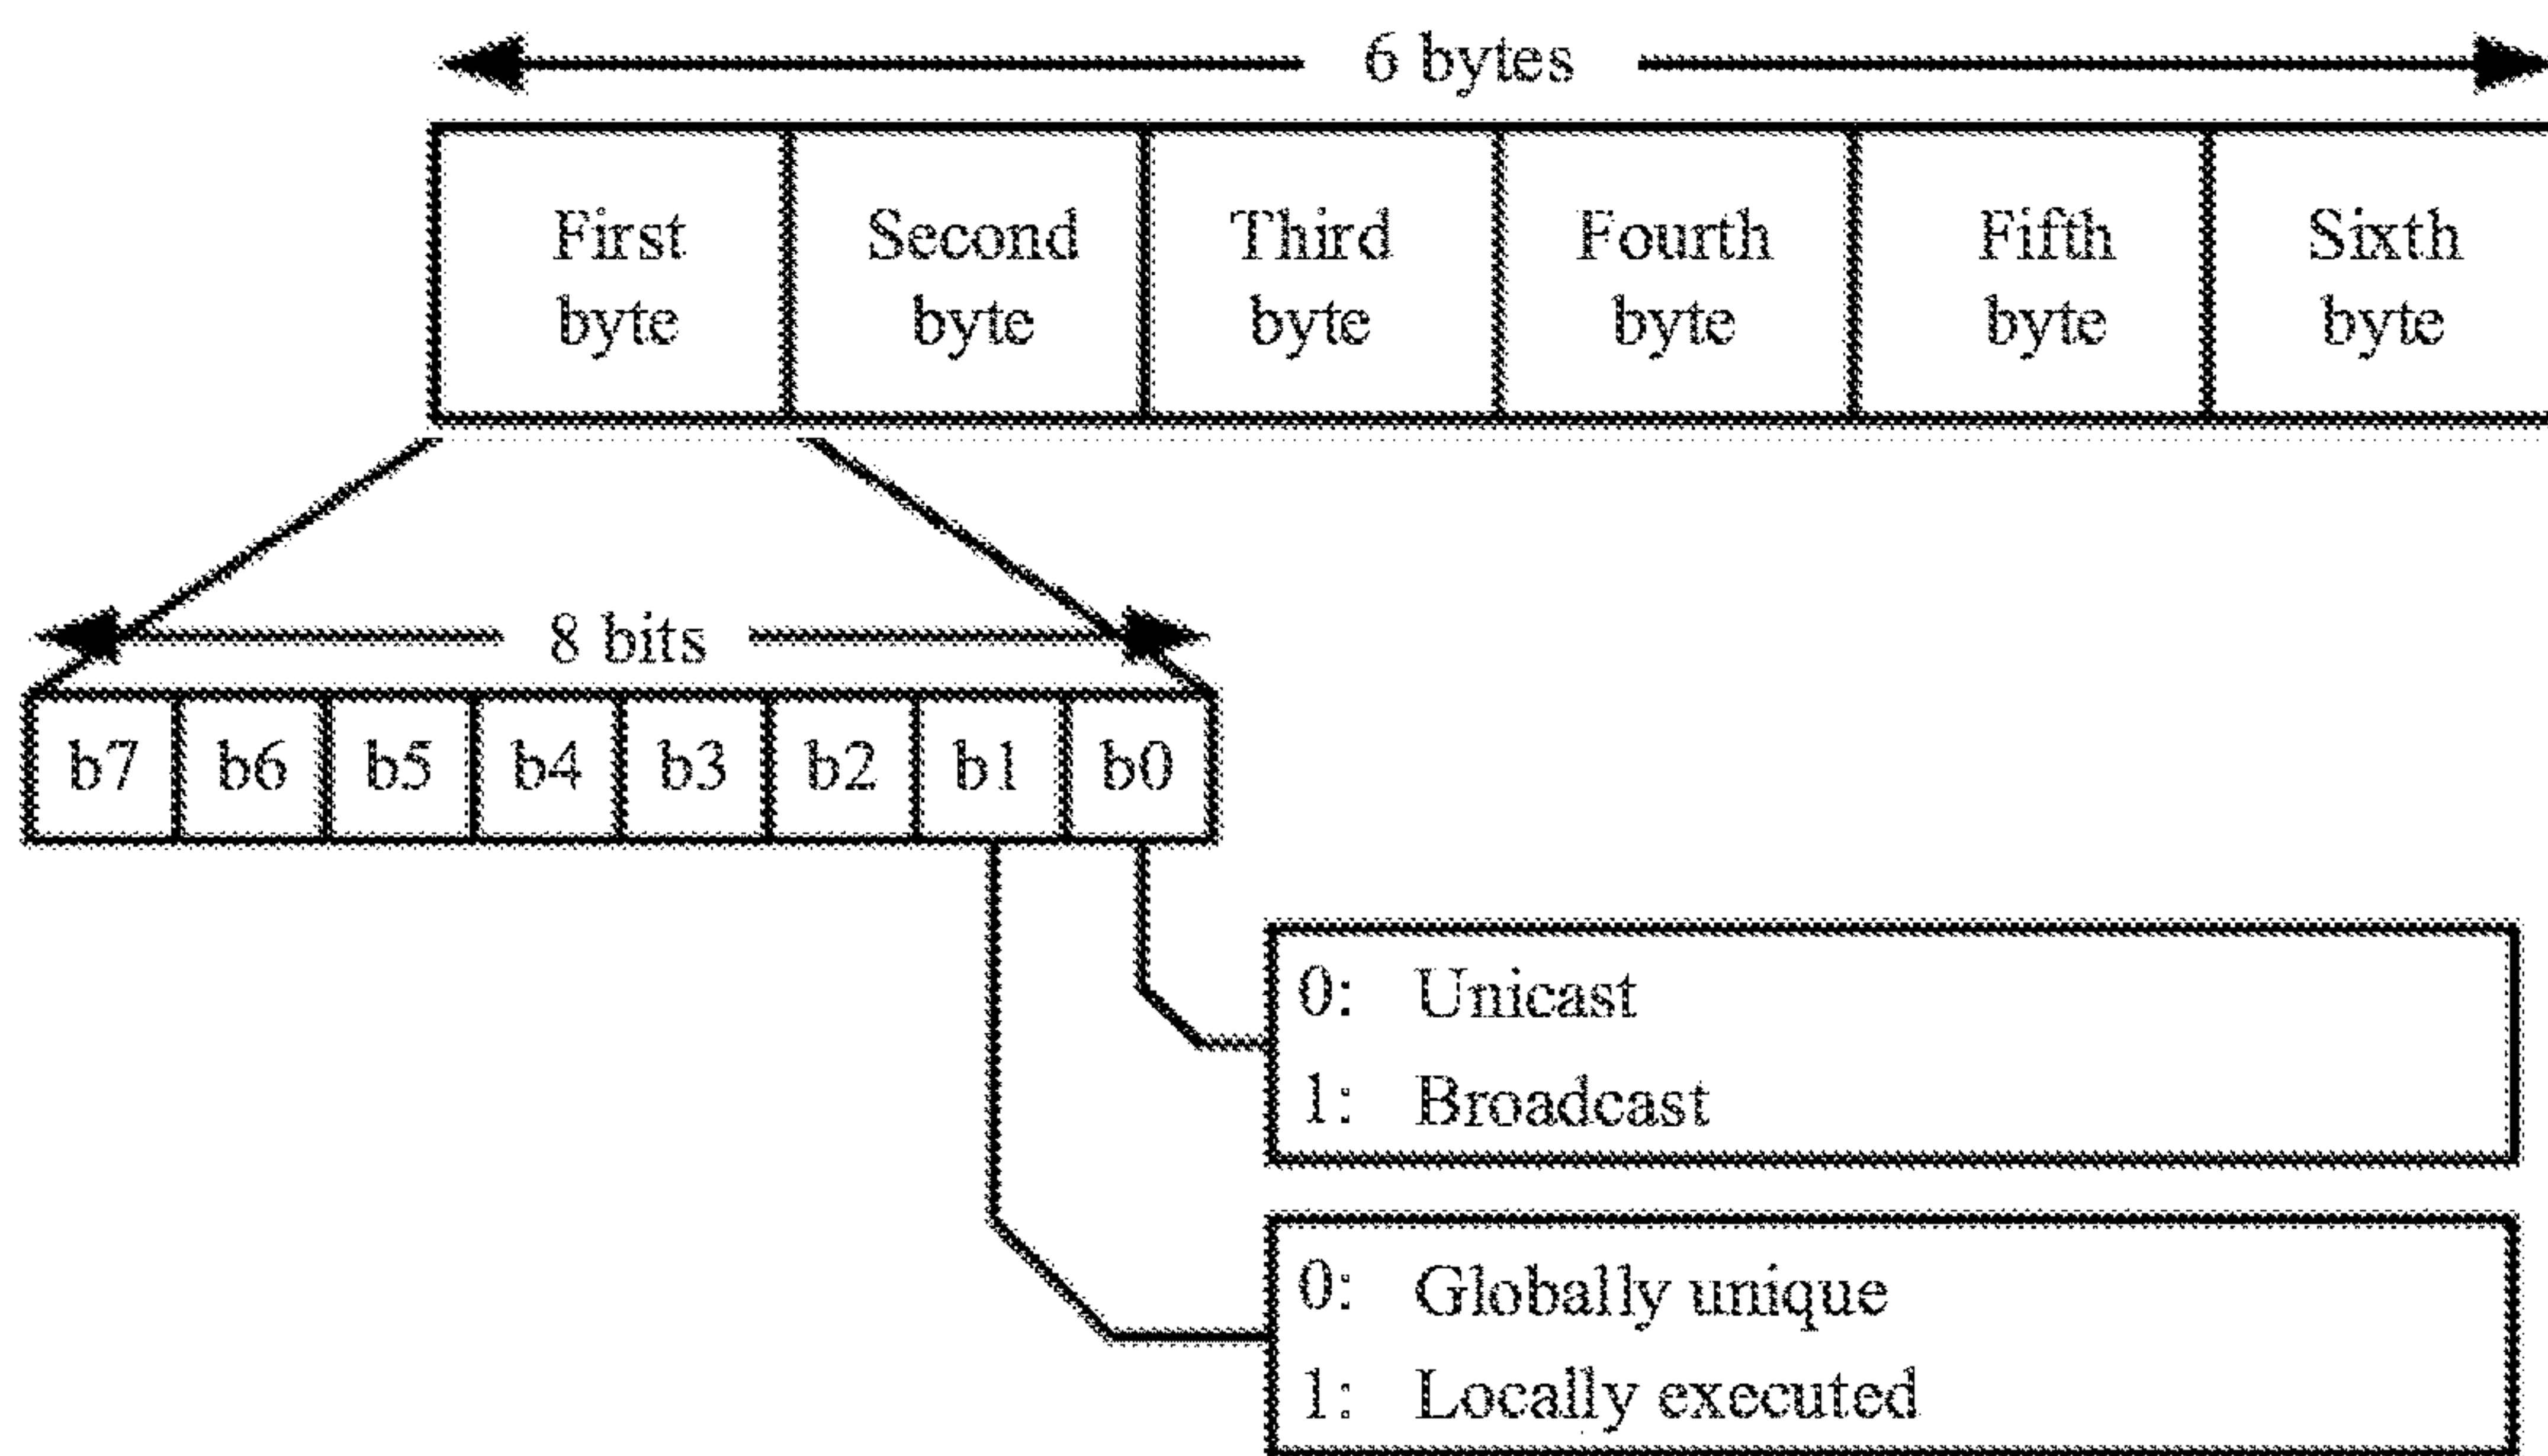 6 bytes
First byte
Second byte
Third byte
Fourth byte
Fifth byte
Sixth byte
8 bits
b7 b6 b5 b4 b3 b2 b1 b0
0: Unicast
1: Broadcast
0: Globally unique
1: Locally executed